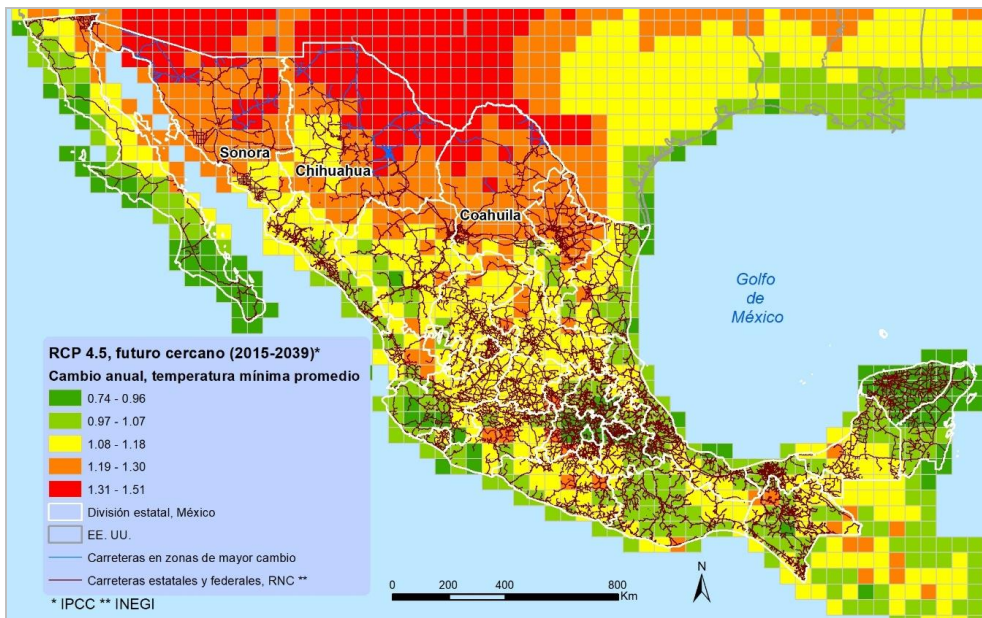 Sonora
Chihuahua
Coahuila
Golfo
de
México
RCP 4.5, futuro cercano (2015-2039)*
Cambio anual, temperatura mínima promedio
0.74 - 0.96
0.97 - 1.07
1.08 - 1.18
1.19 - 1.30
1.31 - 1.51
División estatal, México
EE. UU.
Carreteras en zonas de mayor cambio
Carreteras estatales y federales, RNC **
* IPCC ** INEGI
0 200 400 800
Km
N